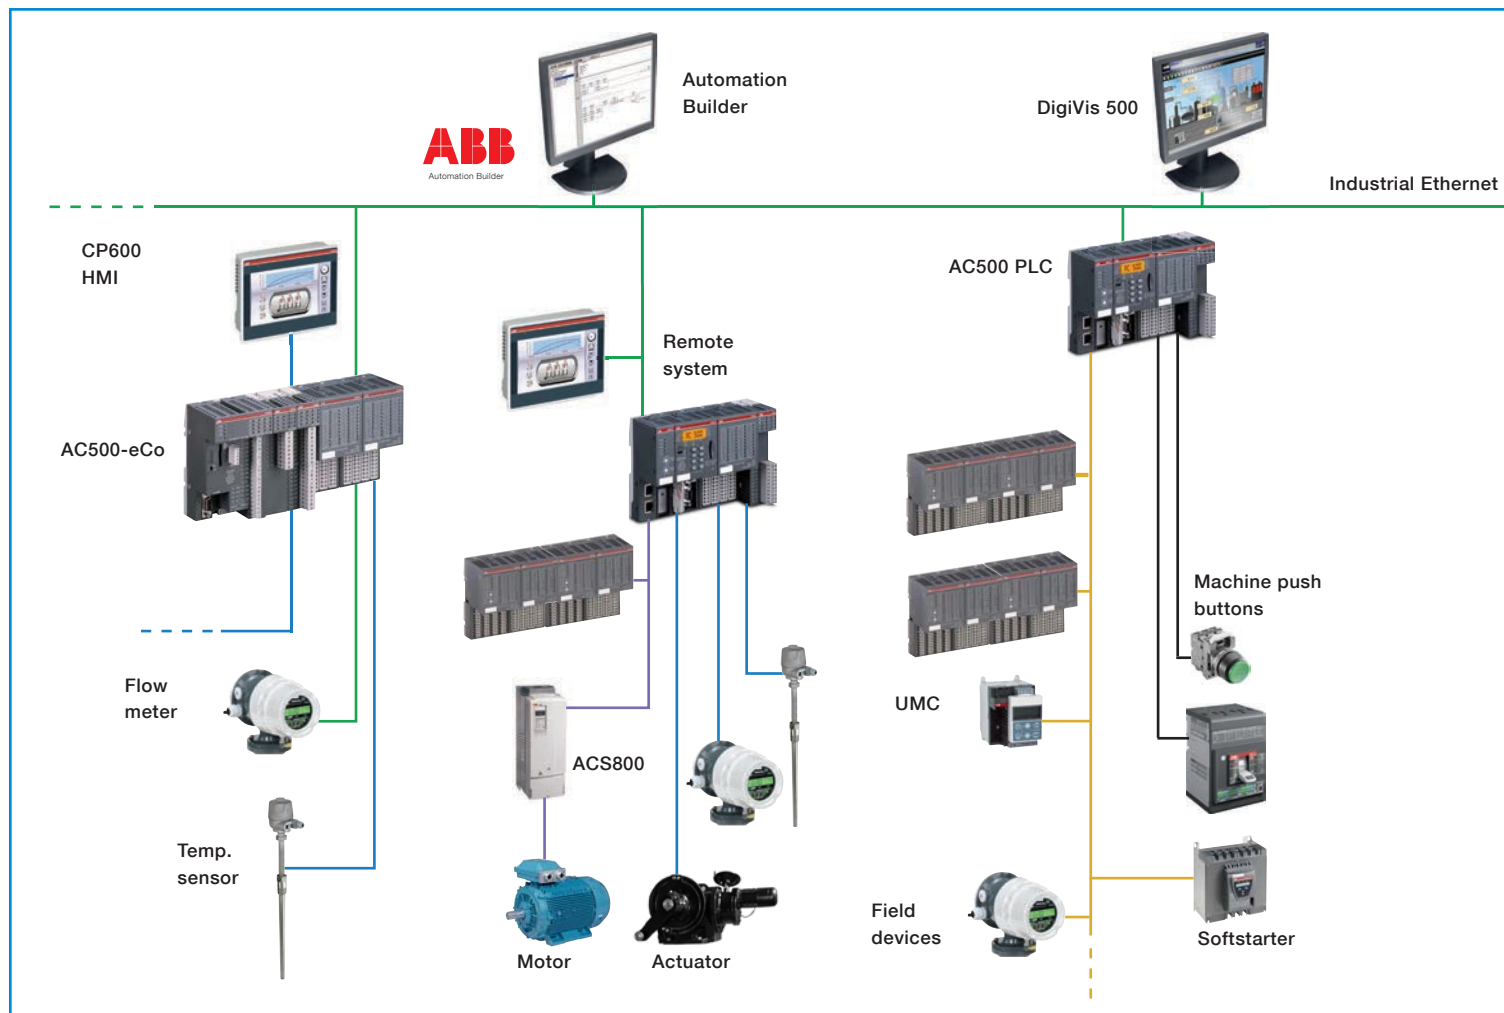 Automation
Builder
DigiVis 500
ABB
Automation Builder
Industrial Ethernet
CP600
HMI
AC500 PLC
Remote
system
AC500-eCo
Machine push
buttons
Flow
meter
UMC
ACS800
Temp.
sensor
Field
devices
Softstarter
Motor
Actuator